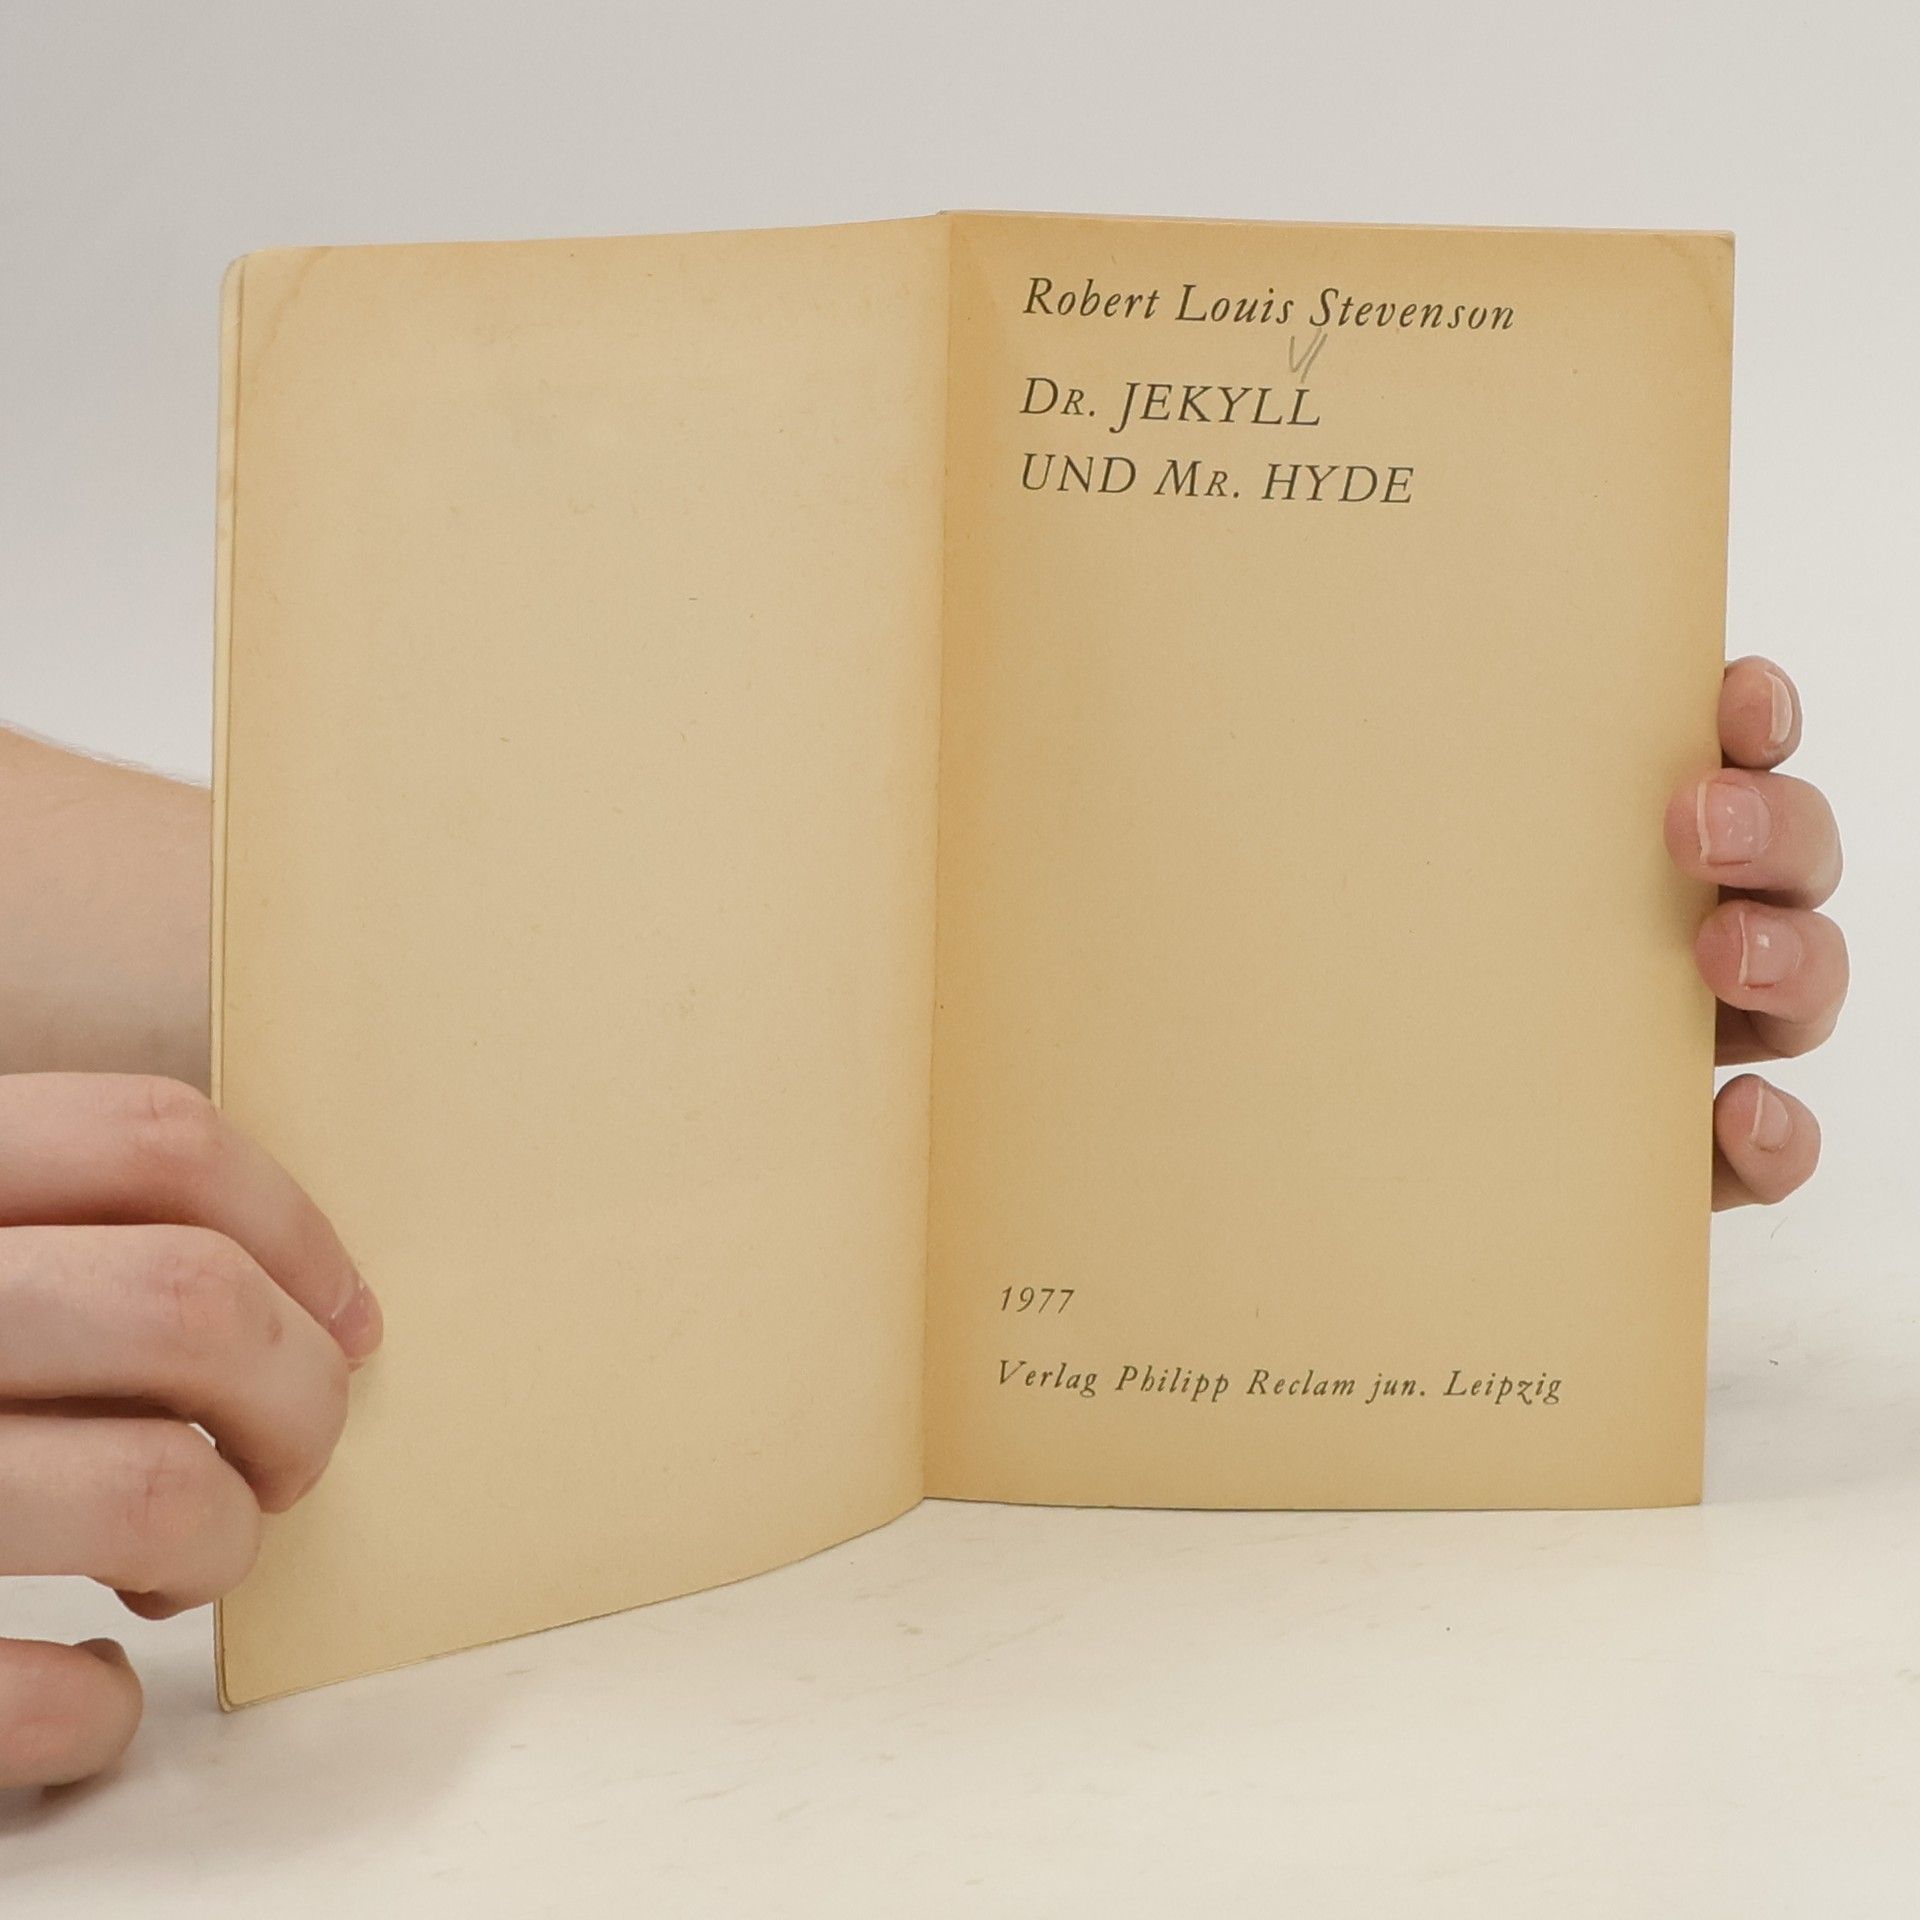 Robert Louis Stevenson
DR. JEKYLL
UND MR. HYDE
1977
Verlag Philipp Reclam jun. Leipzig